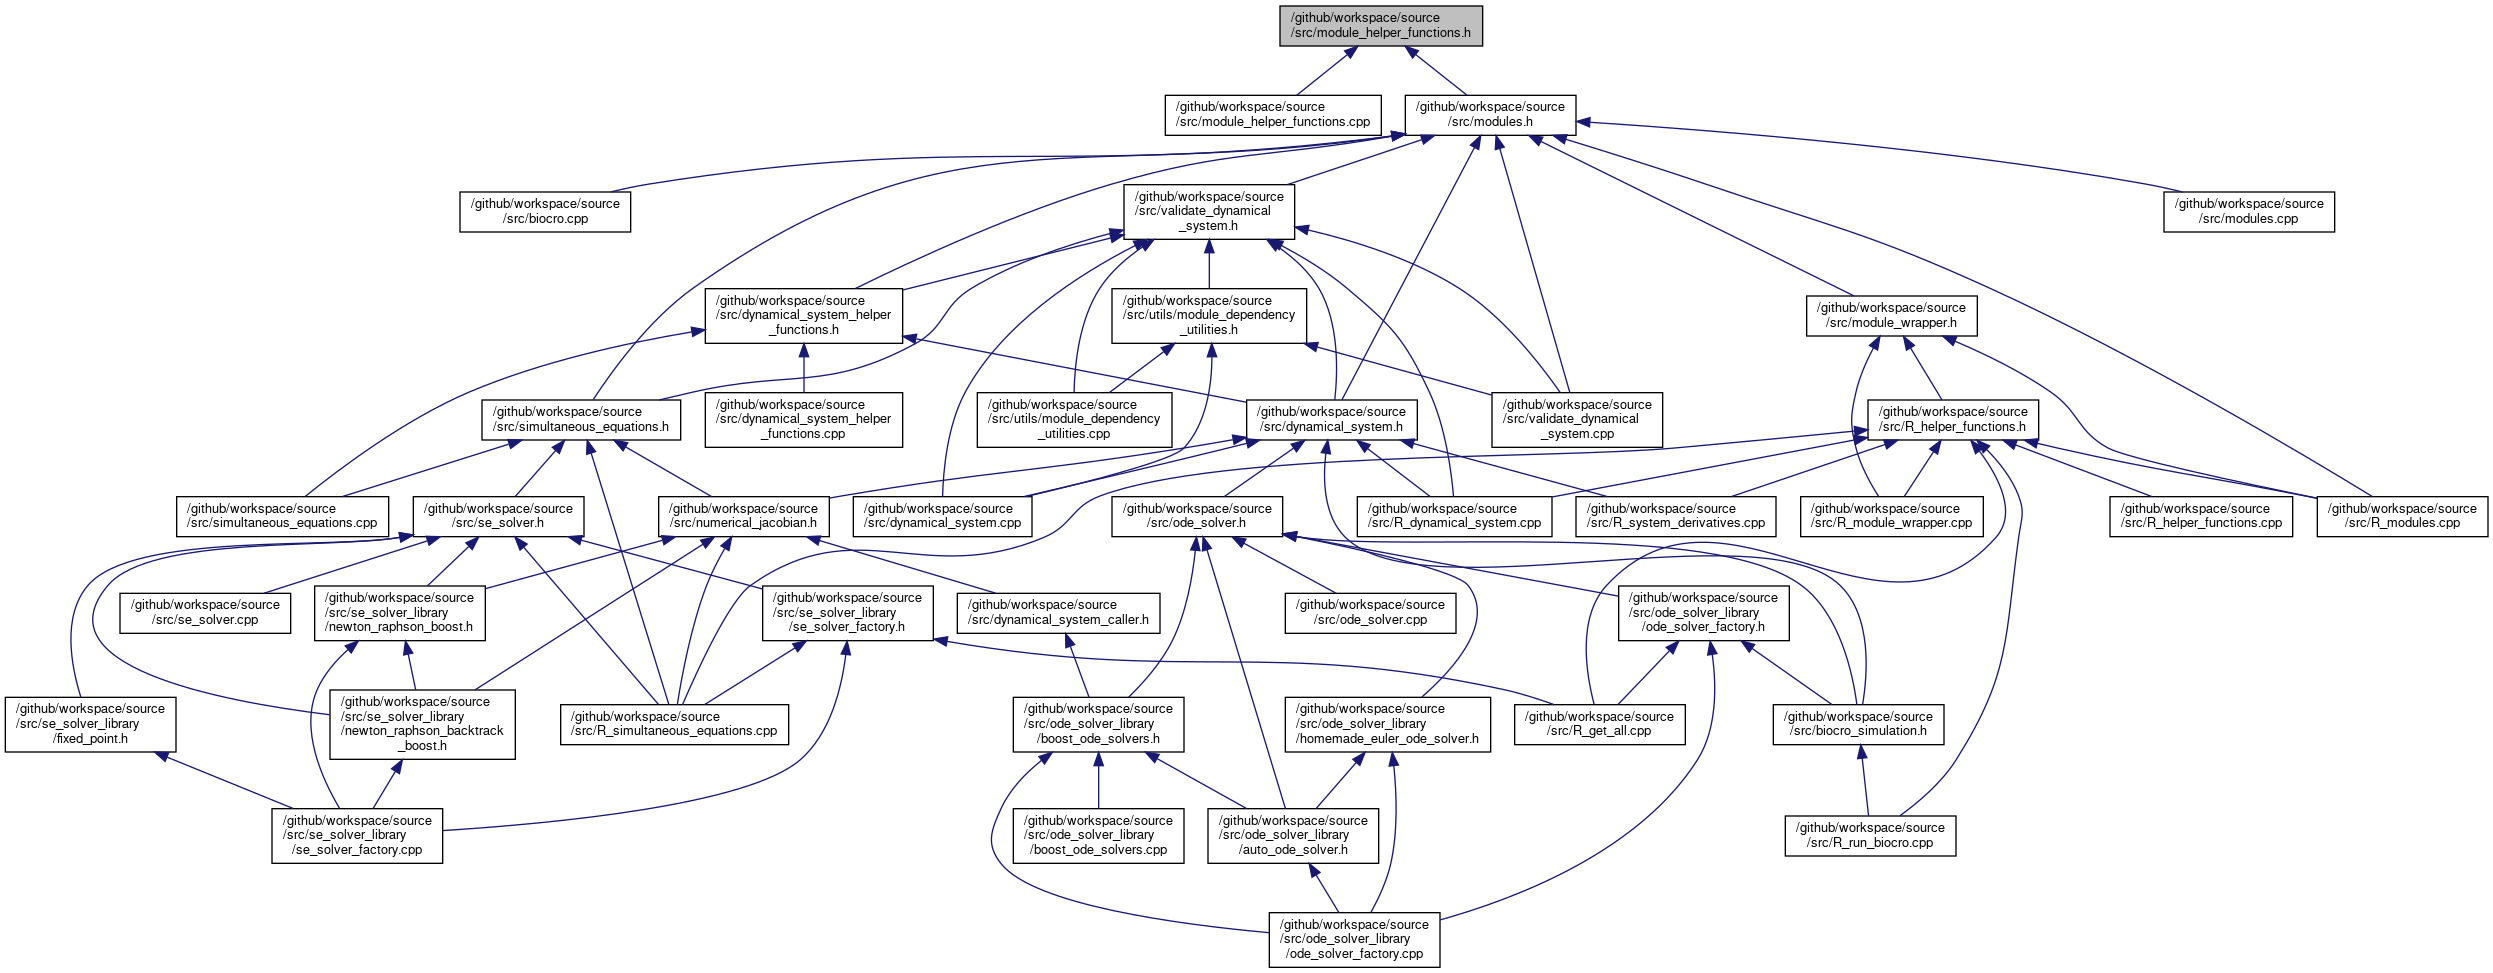 /github/workspace/source
/src/module_helper_functions.h
/github/workspace/source
/src/module_helper_functions.cpp
/github/workspace/source
/src/modules.h
/github/workspace/source
/src/biocro.cpp
/github/workspace/source
/src/validate_dynamical
_system.h
/github/workspace/source
/src/modules.cpp
/github/workspace/source
/src/dynamical_system_helper
_functions.h
/github/workspace/source
/src/utils/module_dependency
_utilities.h
/github/workspace/source
/src/module_wrapper.h
/github/workspace/source
/src/simultaneous_equations.h
/github/workspace/source
/src/dynamical_system_helper
_functions.cpp
/github/workspace/source
/src/utils/module_dependency
_utilities.cpp
/github/workspace/source
/src/dynamical_system.h
/github/workspace/source
/src/validate_dynamical
_system.cpp
/github/workspace/source
/src/R_helper_functions.h
/github/workspace/source
/src/simultaneous_equations.cpp
/github/workspace/source
/src/se_solver.h
/github/workspace/source
/src/numerical_jacobian.h
/github/workspace/source
/src/dynamical_system.cpp
/github/workspace/source
/src/ode_solver.h
/github/workspace/source
/src/R_dynamical_system.cpp
/github/workspace/source
/src/R_system_derivatives.cpp
/github/workspace/source
/src/R_module_wrapper.cpp
/github/workspace/source
/src/R_helper_functions.cpp
/github/workspace/source
/src/R_modules.cpp
/github/workspace/source
/src/se_solver.cpp
/github/workspace/source
/src/se_solver_library
/newton_raphson_boost.h
/github/workspace/source
/src/se_solver_library
/se_solver_factory.h
/github/workspace/source
/src/dynamical_system_caller.h
/github/workspace/source
/src/ode_solver.cpp
/github/workspace/source
/src/ode_solver_library
/ode_solver_factory.h
/github/workspace/source
/src/se_solver_library
/fixed_point.h
/github/workspace/source
/src/se_solver_library
/newton_raphson_backtrack
_boost.h
/github/workspace/source
/src/R_simultaneous_equations.cpp
/github/workspace/source
/src/ode_solver_library
/boost_ode_solvers.h
/github/workspace/source
/src/ode_solver_library
/homemade_euler_ode_solver.h
/github/workspace/source
/src/R_get_all.cpp
/github/workspace/source
/src/biocro_simulation.h
/github/workspace/source
/src/se_solver_library
/se_solver_factory.cpp
/github/workspace/source
/src/ode_solver_library
/boost_ode_solvers.cpp
/github/workspace/source
/src/ode_solver_library
/auto_ode_solver.h
/github/workspace/source
/src/R_run_biocro.cpp
/github/workspace/source
/src/ode_solver_library
/ode_solver_factory.cpp